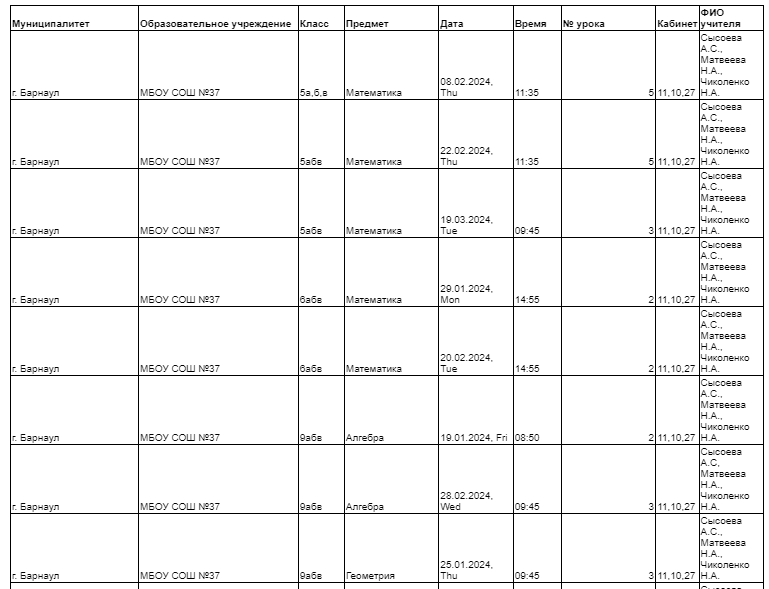 Муниципалитет Образовательное учреждение Класс Предмет Дата Время № урока Кабинет ФИО учителя
г. Барнаул МБОУ СОШ №37 5а,б,в Математика 08.02.2024, Thu 11:35 5 11,10,27 Сысоева А.С., Матвеева Н.А., Чиколенко Н.А.
г. Барнаул МБОУ СОШ №37 5абв Математика 22.02.2024, Thu 11:35 5 11,10,27 Сысоева А.С., Матвеева Н.А., Чиколенко Н.А.
г. Барнаул МБОУ СОШ №37 5абв Математика 19.03.2024, Tue 09:45 3 11,10,27 Сысоева А.С., Матвеева Н.А., Чиколенко Н.А.
г. Барнаул МБОУ СОШ №37 6абв Математика 29.01.2024, Mon 14:55 2 11,10,27 Сысоева А.С., Матвеева Н.А., Чиколенко Н.А.
г. Барнаул МБОУ СОШ №37 6абв Математика 20.02.2024, Tue 14:55 2 11,10,27 Сысоева А.С., Матвеева Н.А., Чиколенко Н.А.
г. Барнаул МБОУ СОШ №37 9абв Алгебра 19.01.2024, Fri 08:50 2 11,10,27 Сысоева А.С., Матвеева Н.А., Чиколенко Н.А.
г. Барнаул МБОУ СОШ №37 9абв Алгебра 28.02.2024, Wed 09:45 3 11,10,27 Сысоева А.С, Матвеева Н.А., Чиколенко Н.А.
г. Барнаул МБОУ СОШ №37 9абв Геометрия 25.01.2024, Thu 09:45 3 11,10,27 Сысоева А.С., Матвеева Н.А., Чиколенко Н.А.